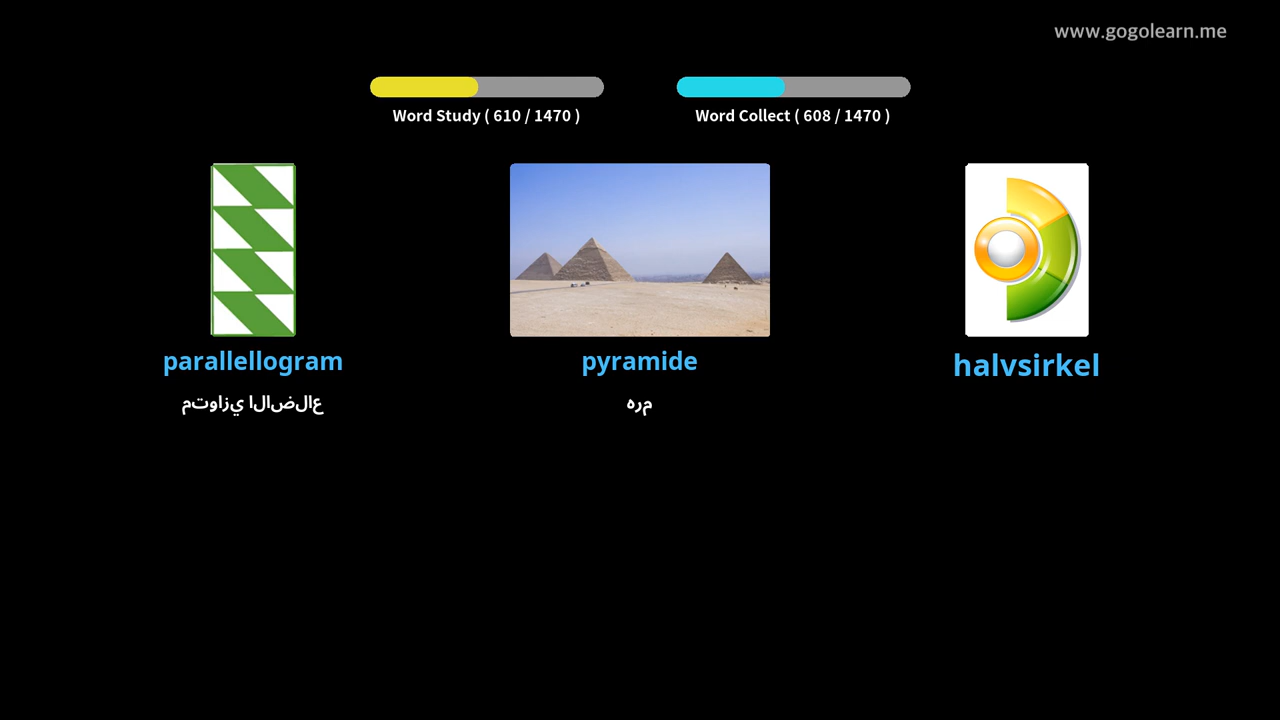 www.gogolearn.me
Word Study ( 610 / 1470 )
Word Collect ( 608 / 1470 )
parallellogram
pyramide
halvsirkel
متوازي الاضلاع
هرم